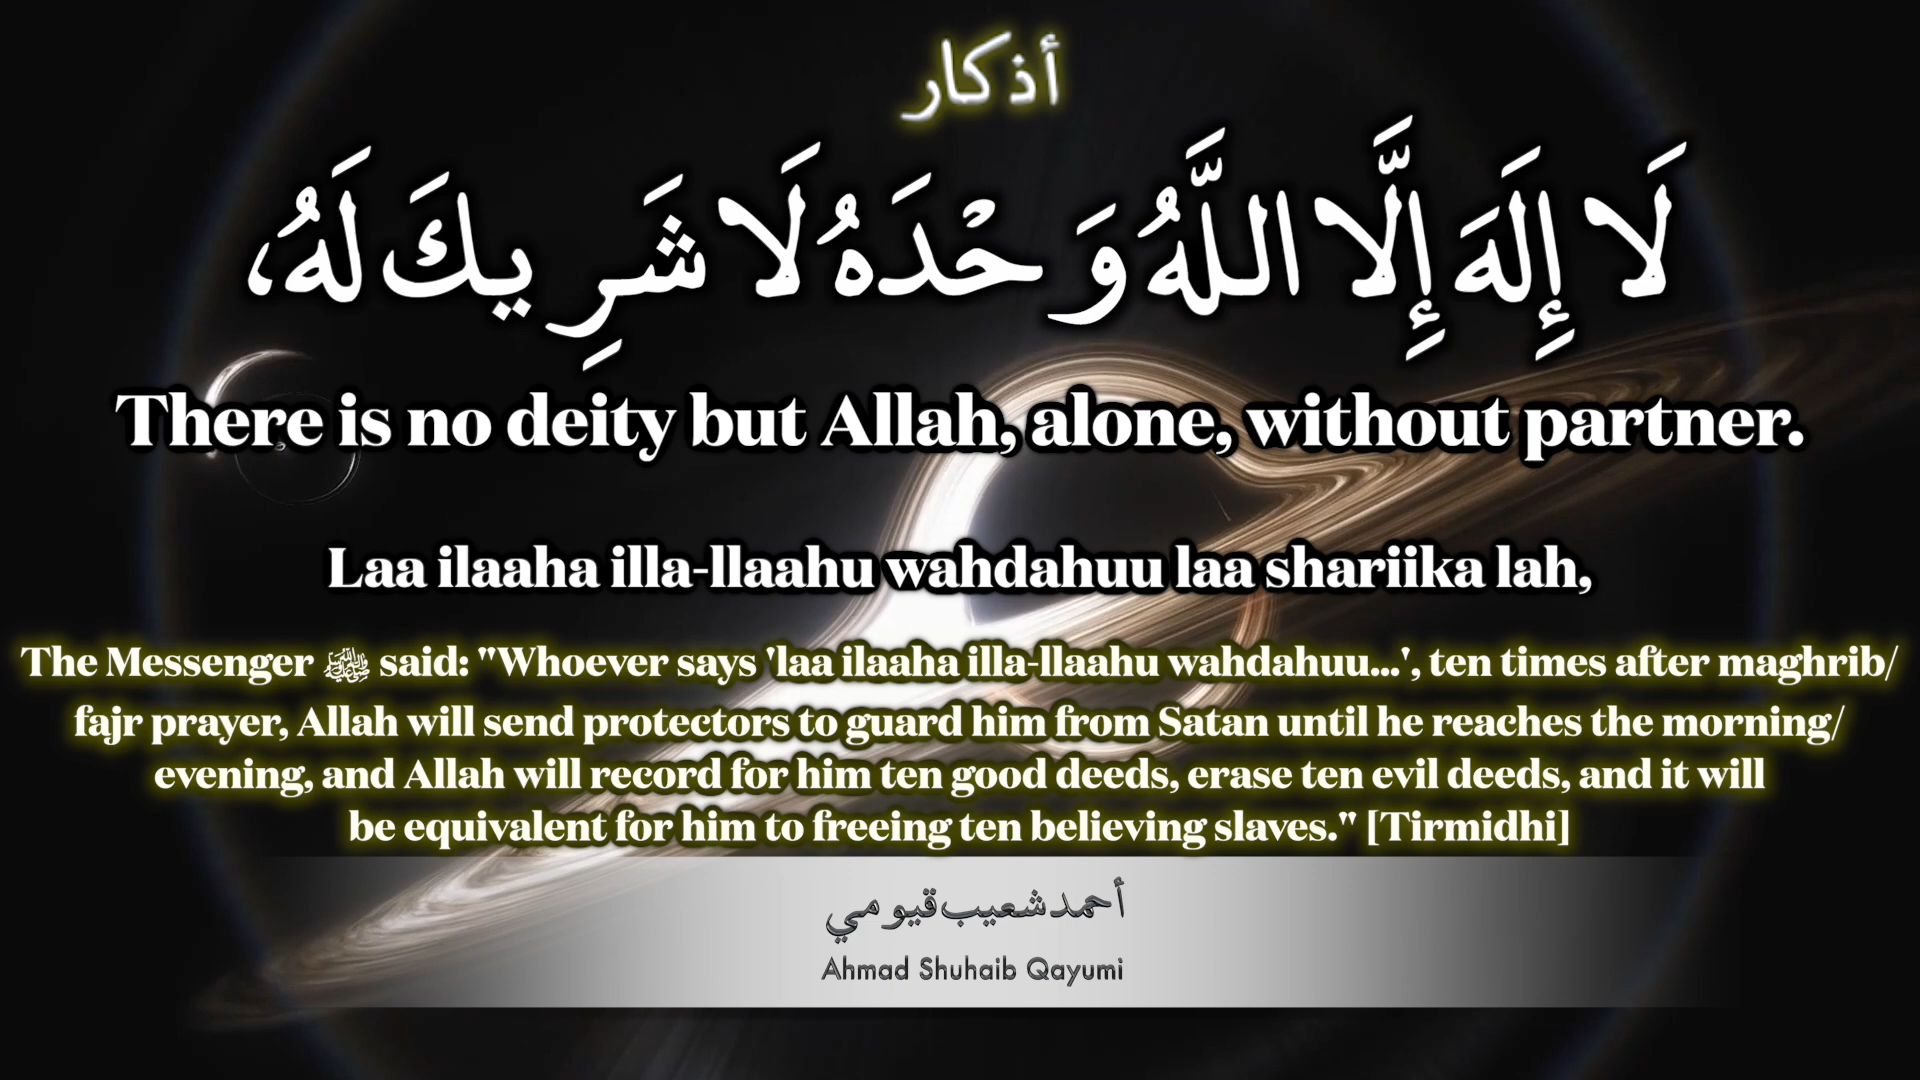 أذكار
لَا إِلَهَ إِلَّا اللَّهُ وَحْدَهُ لَا شَرِيكَ لَهُ،
There is no deity but Allah, alone, without partner.
Laa ilaaha illa-llaahu wahdahuu laa shariika lah,
The Messenger ﷺ said: "Whoever says 'laa ilaaha illa-llaahu wahdahuu...', ten times after maghrib/
fajr prayer, Allah will send protectors to guard him from Satan until he reaches the morning/
evening, and Allah will record for him ten good deeds, erase ten evil deeds, and it will
be equivalent for him to freeing ten believing slaves." [Tirmidhi]
أحمد شعيب قيومي
Ahmad Shuhaib Qayumi